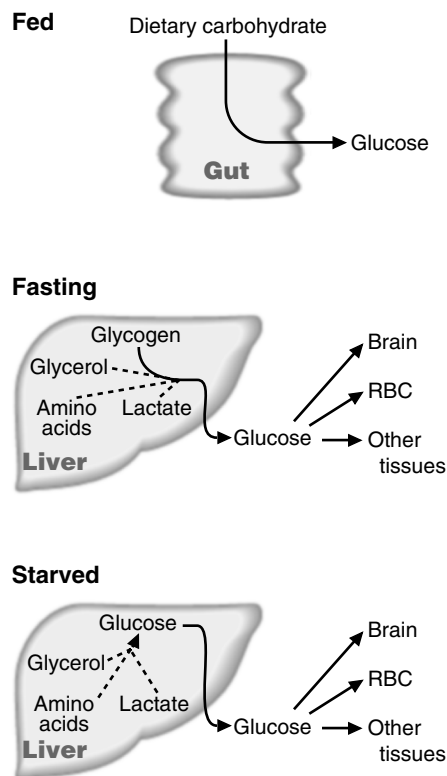 Fed
Dietary carbohydrate
Glucose
Gut
Fasting
Glycogen
Glycerol
Amino
acids
Lactate
Liver
Glucose
Brain
RBC
Other
tissues
Starved
Glucose
Glycerol
Amino
acids
Lactate
Liver
Glucose
Brain
RBC
Other
tissues